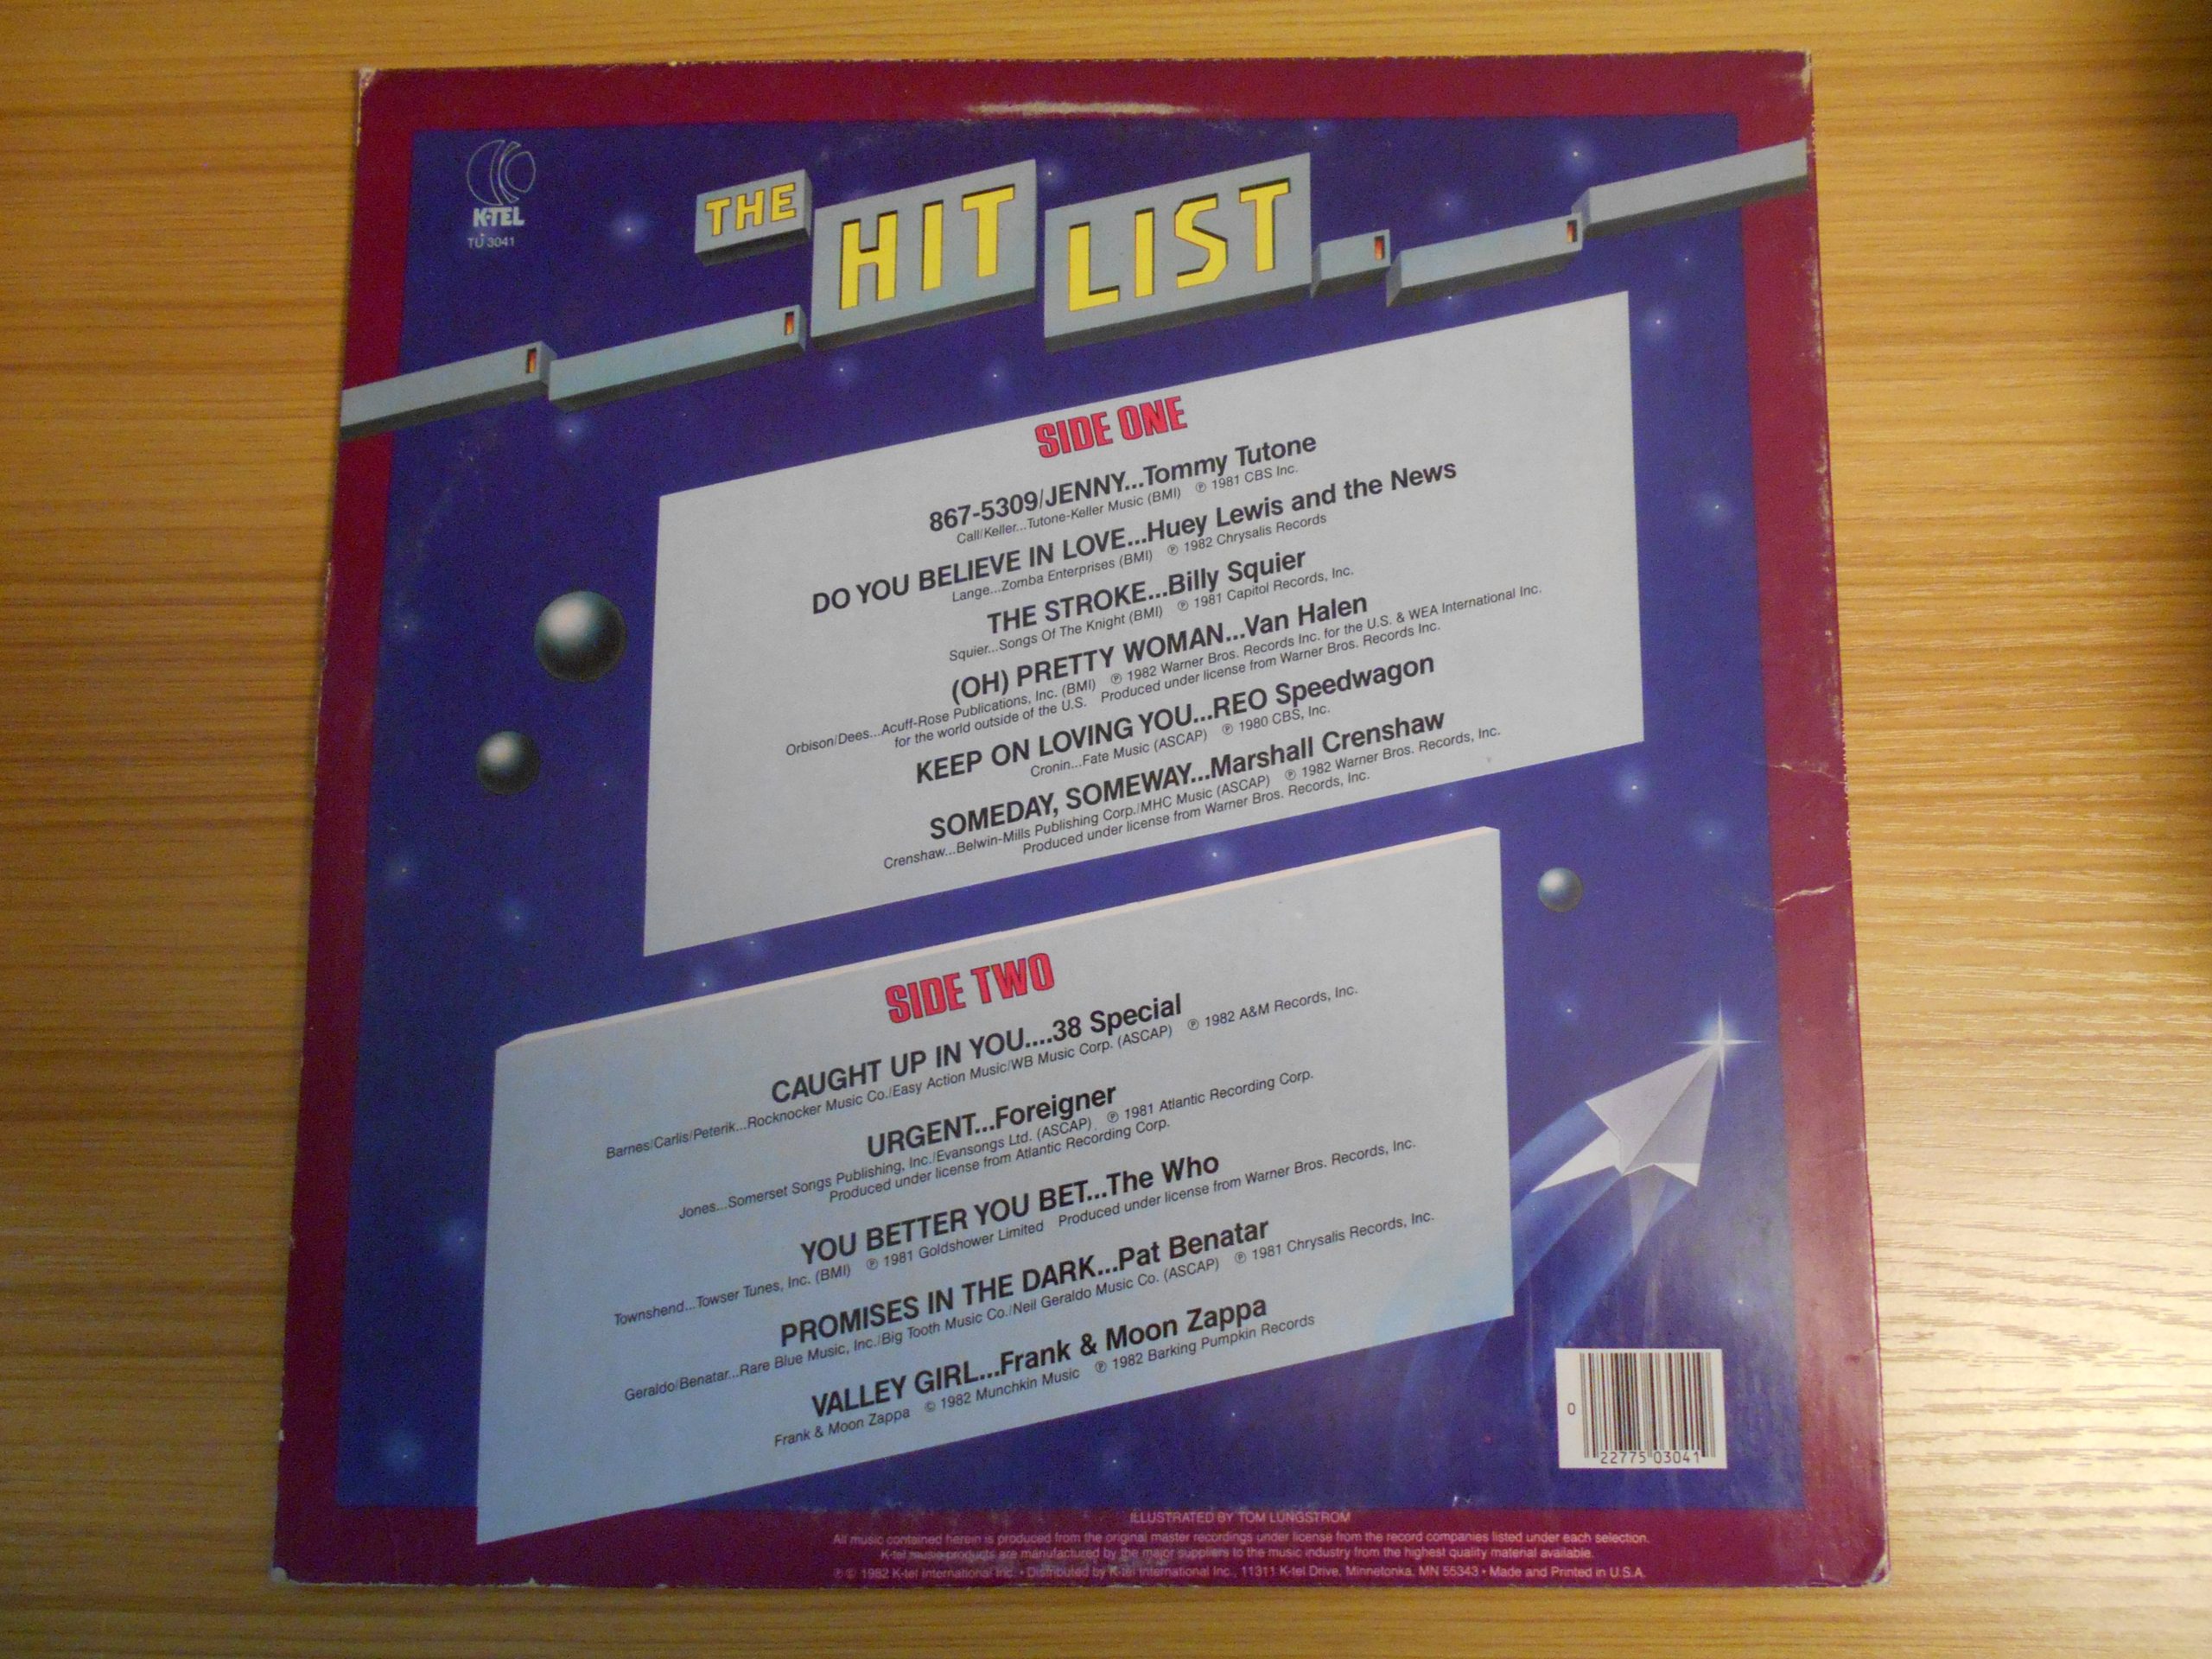 K-TEL
TU 3041
THE HIT LIST
SIDE ONE
867-5309/JENNY...Tommy Tutone
Call/Keller...Tutone-Keller Music (BMI) ℗ 1981 CBS Inc.
DO YOU BELIEVE IN LOVE...Huey Lewis and the News
Lange...Zomba Enterprises (BMI) ℗ 1982 Chrysalis Records
THE STROKE...Billy Squier
Squier...Songs Of The Knight (BMI) ℗ 1981 Capitol Records, Inc.
(OH) PRETTY WOMAN...Van Halen
Orbison/Dees...Acuff-Rose Publications, Inc. (BMI) ℗ 1982 Warner Bros. Records Inc. for the U.S. & WEA International Inc.
for the world outside of the U.S. Produced under license from Warner Bros. Records Inc.
KEEP ON LOVING YOU...REO Speedwagon
Cronin...Fate Music (ASCAP) ℗ 1980 CBS, Inc.
SOMEDAY, SOMEWAY...Marshall Crenshaw
Crenshaw...Belwin-Mills Publishing Corp./MHC Music (ASCAP) ℗ 1982 Warner Bros. Records, Inc.
Produced under license from Warner Bros. Records, Inc.
SIDE TWO
CAUGHT UP IN YOU....38 Special
Barnes/Carlis/Peterik...Rocknocker Music Co./Easy Action Music/WB Music Corp. (ASCAP) ℗ 1982 A&M Records, Inc.
URGENT...Foreigner
Jones...Somerset Songs Publishing, Inc./Evansongs Ltd. (ASCAP) ℗ 1981 Atlantic Recording Corp.
Produced under license from Atlantic Recording Corp.
YOU BETTER YOU BET...The Who
Townshend...Towser Tunes, Inc. (BMI) ℗ 1981 Goldshower Limited Produced under license from Warner Bros. Records, Inc.
PROMISES IN THE DARK...Pat Benatar
Geraldo/Benatar...Rare Blue Music, Inc./Big Tooth Music Co./Neil Geraldo Music Co. (ASCAP) ℗ 1981 Chrysalis Records, Inc.
VALLEY GIRL...Frank & Moon Zappa
Frank & Moon Zappa © 1982 Munchkin Music ℗ 1982 Barking Pumpkin Records
0 22775 03041
ILLUSTRATED BY TOM LUNGSTROM
All music contained herein is produced from the original master recordings under license from the record companies listed under each selection.
K-tel music products are manufactured by the major suppliers to the music industry from the highest quality material available.
℗ © 1982 K-tel International Inc. • Distributed by K-tel International Inc., 11311 K-tel Drive, Minnetonka, MN 55343 • Made and Printed in U.S.A.